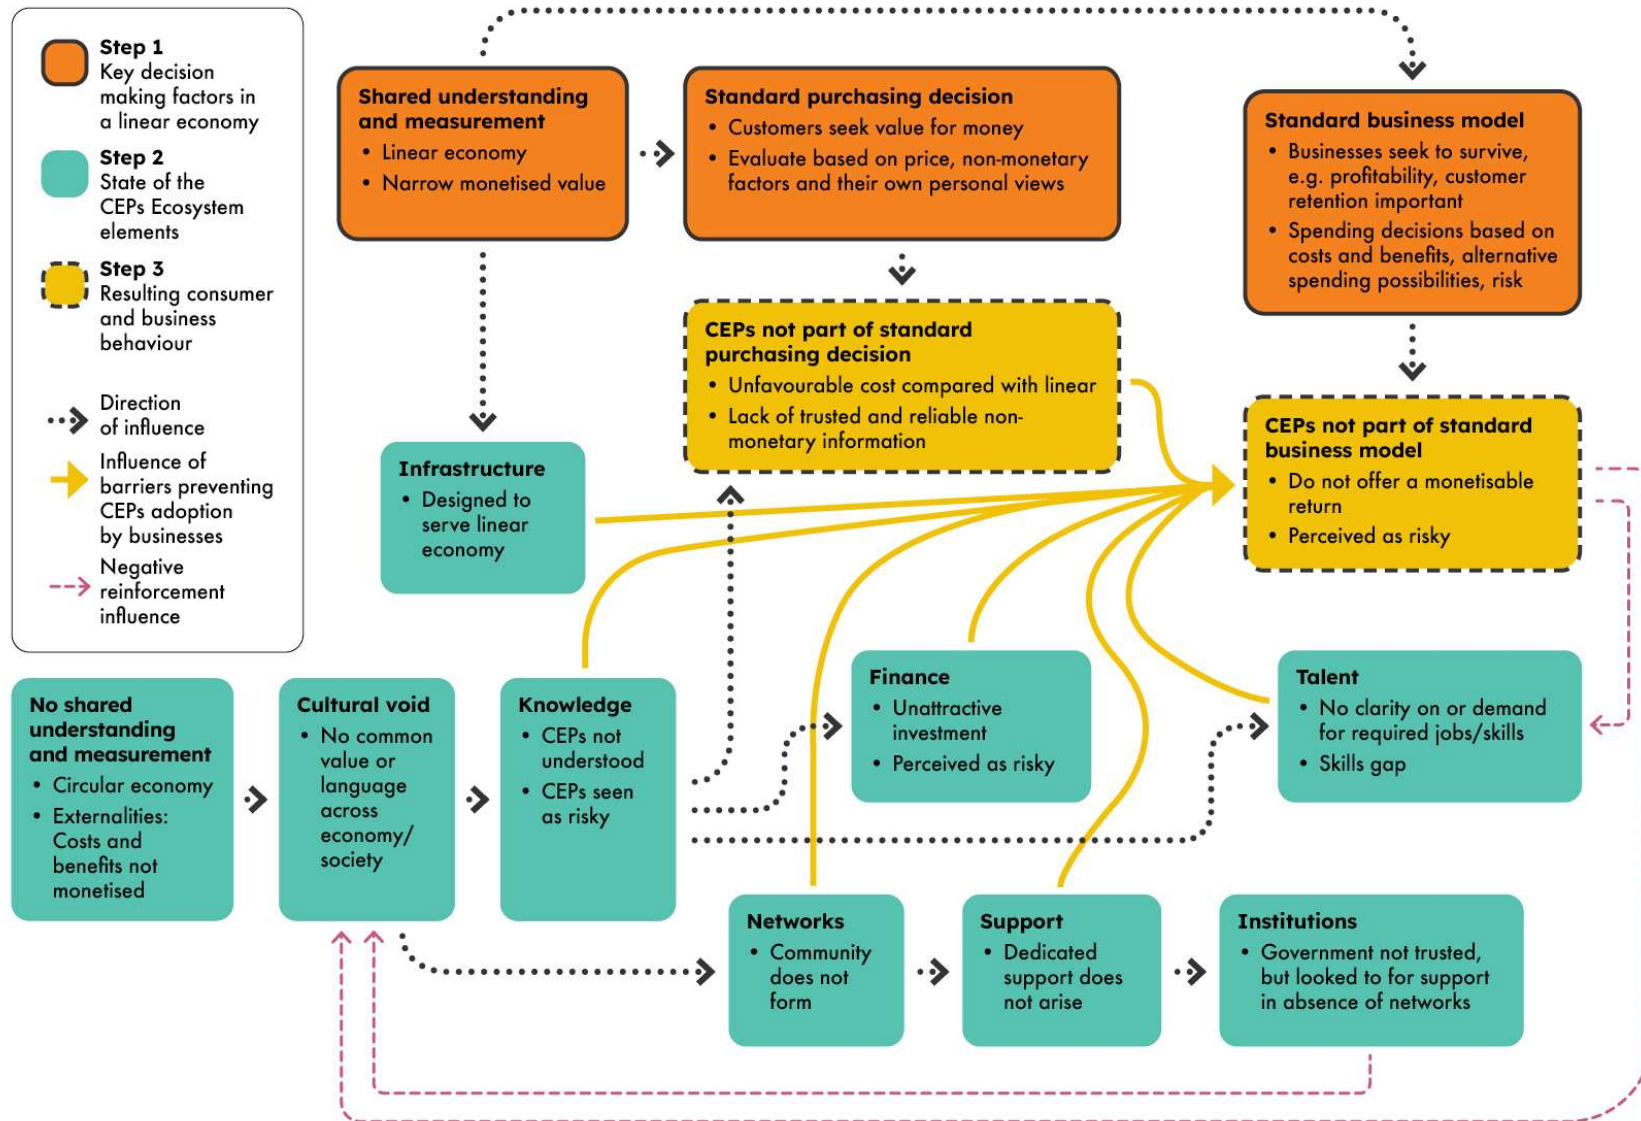 Step 1
Key decision
making factors in
a linear economy
Step 2
State of the
CEPs Ecosystem
elements
Step 3
Resulting consumer
and business
behaviour
Direction
of influence
Influence of
barriers preventing
CEPs adoption
by businesses
Negative
reinforcement
influence
Shared understanding
and measurement
• Linear economy
• Narrow monetised value
Standard purchasing decision
• Customers seek value for money
• Evaluate based on price, non-monetary
factors and their own personal views
Standard business model
• Businesses seek to survive,
e.g. profitability, customer
retention important
• Spending decisions based on
costs and benefits, alternative
spending possibilities, risk
CEPs not part of standard
purchasing decision
• Unfavourable cost compared with linear
• Lack of trusted and reliable non-
monetary information
CEPs not part of standard
business model
• Do not offer a monetisable
return
• Perceived as risky
Infrastructure
• Designed to
serve linear
economy
No shared
understanding
and measurement
• Circular economy
• Externalities:
Costs and
benefits not
monetised
Cultural void
• No common
value or
language
across
economy/
society
Knowledge
• CEPs not
understood
• CEPs seen
as risky
Finance
• Unattractive
investment
• Perceived as risky
Talent
• No clarity on or demand
for required jobs/skills
• Skills gap
Networks
• Community
does not
form
Support
• Dedicated
support does
not arise
Institutions
• Government not trusted,
but looked to for support
in absence of networks